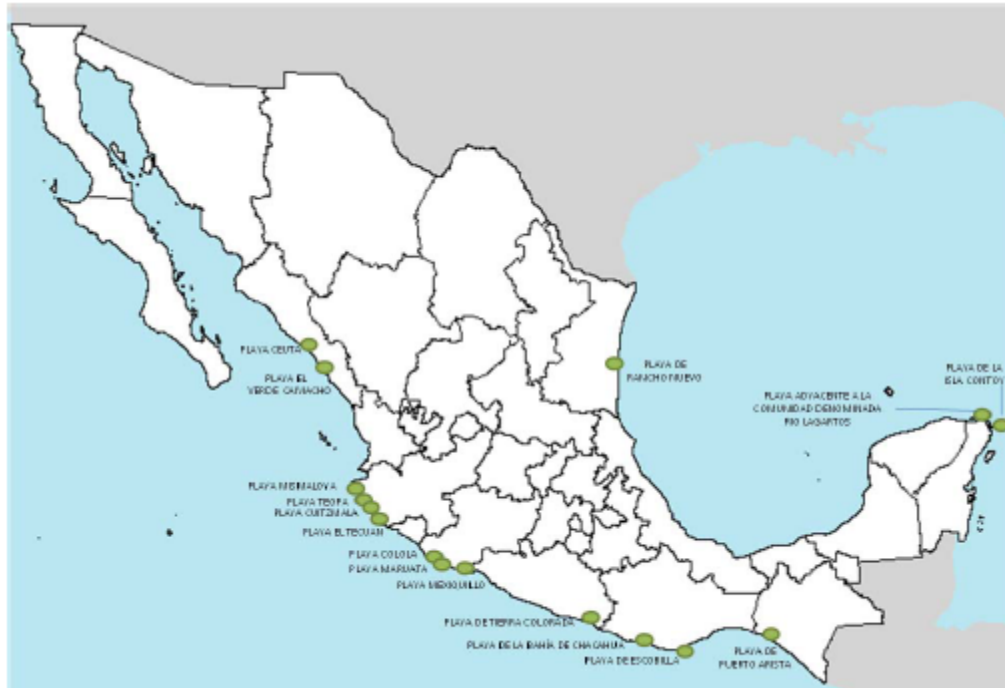 PLAYA CEUTA
PLAYA EL
VERDE CAMACHO
PLAYA DE
RANCHO NUEVO
PLAYA DE LA
ISLA CONTOY
PLAYA ADYACENTE A LA
COMUNIDAD DENOMINADA
RIO LAGARTOS
PLAYA MISMALOYA
PLAYA TEOPA
PLAYA CUITZMALA
PLAYA EL TECUAN
PLAYA COLOLA
PLAYA MARUATA
PLAYA MEXIQUILLO
PLAYA DE TIERRA COLORADA
PLAYA DE LA BAHÍA DE CHACAHUA
PLAYA DE ESCOBILLA
PLAYA DE
PUERTO ARISTA